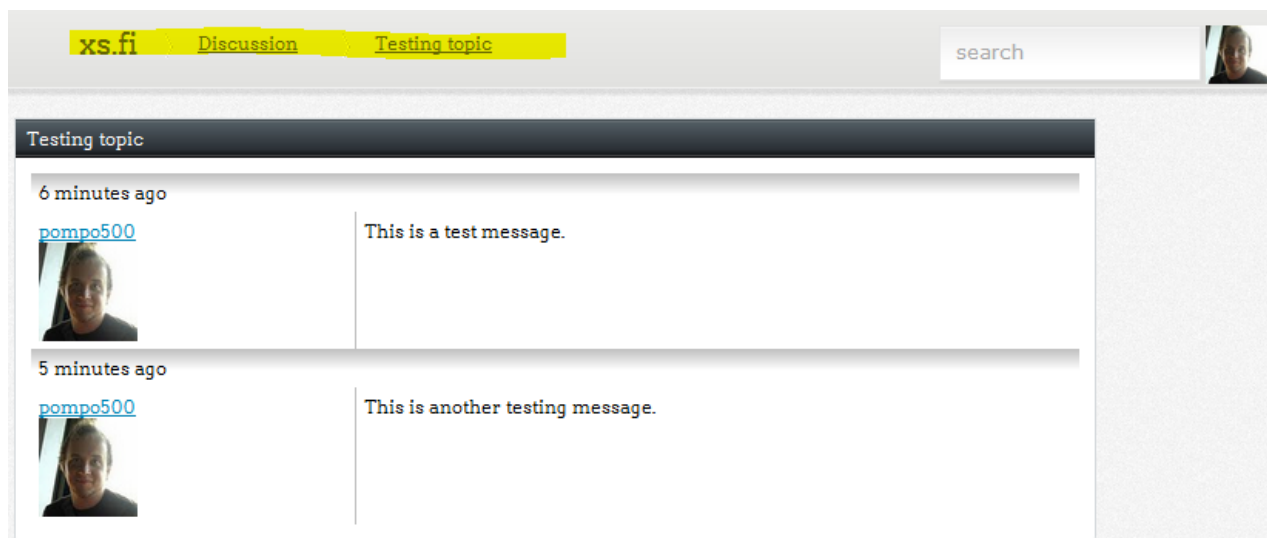 xs.fi Discussion Testing topic search
Testing topic
6 minutes ago
pompo500 This is a test message.
5 minutes ago
pompo500 This is another testing message.